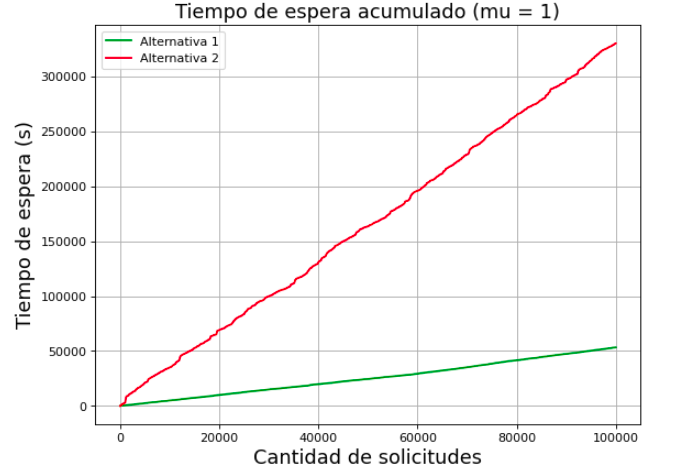 Tiempo de espera acumulado (mu = 1)
Alternativa 1
Alternativa 2
Tiempo de espera (s)
300000
250000
200000
150000
100000
50000
0
0 20000 40000 60000 80000 100000
Cantidad de solicitudes